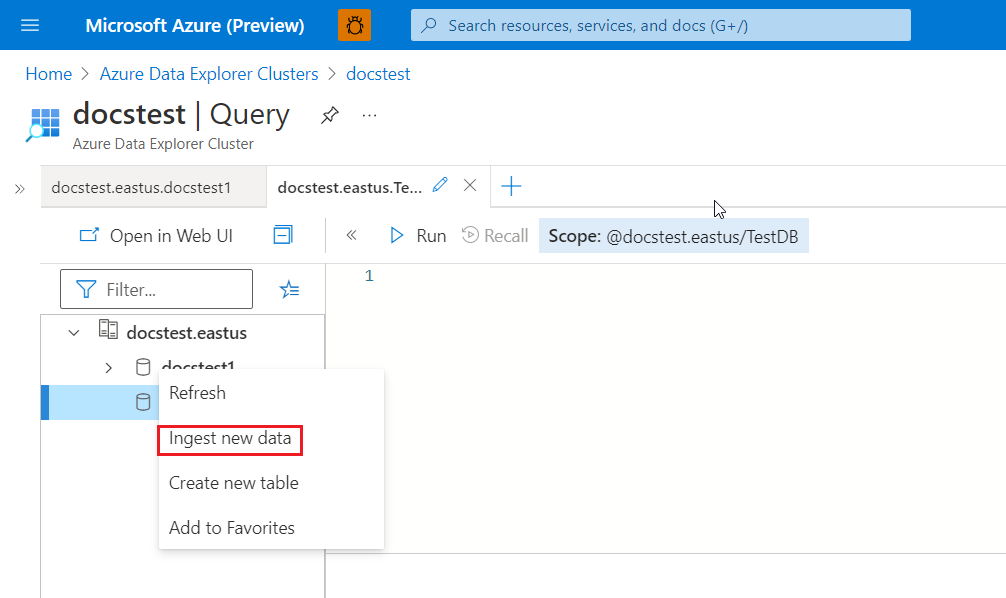 Microsoft Azure (Preview)
Search resources, services, and docs (G+/)
Home > Azure Data Explorer Clusters > docstest
docstest | Query
...
Azure Data Explorer Cluster
docstest.eastus.docstest1
docstest.eastus.Te...
Open in Web UI
Run
Recall
Scope: @docstest.eastus/TestDB
Filter...
1
docstest.eastus
docstest1
Refresh
Ingest new data
Create new table
Add to Favorites